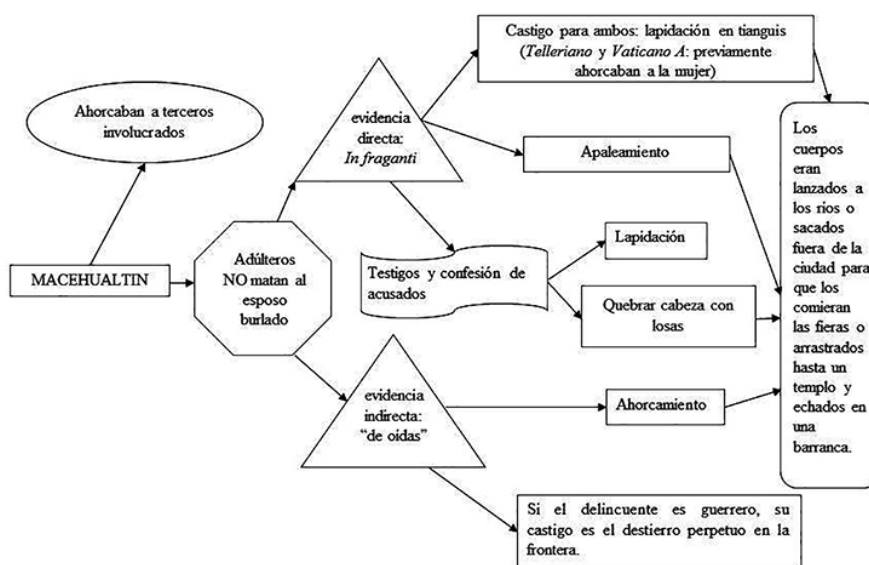 Castigo para ambos: lapidación en tianguis
(Telleriano y Vaticano A: previamente
ahorcaban a la mujer)
Ahorcaban a terceros
involucrados
evidencia
directa:
In fraganti
Apaleamiento
Los
cuerpos
eran
lanzados a
los ríos o
sacados
fuera de la
ciudad para
que los
comieran
las fieras o
arrastrados
hasta un
templo y
echados en
una
barranca.
MACEHUALTIN
Adúlteros
NO matan al
esposo
burlado
Testigos y confesión de
acusados
Lapidación
Quebrar cabeza con
losas
evidencia
indirecta:
“de oídas”
Ahorcamiento
Si el delincuente es guerrero, su
castigo es el destierro perpetuo en la
frontera.